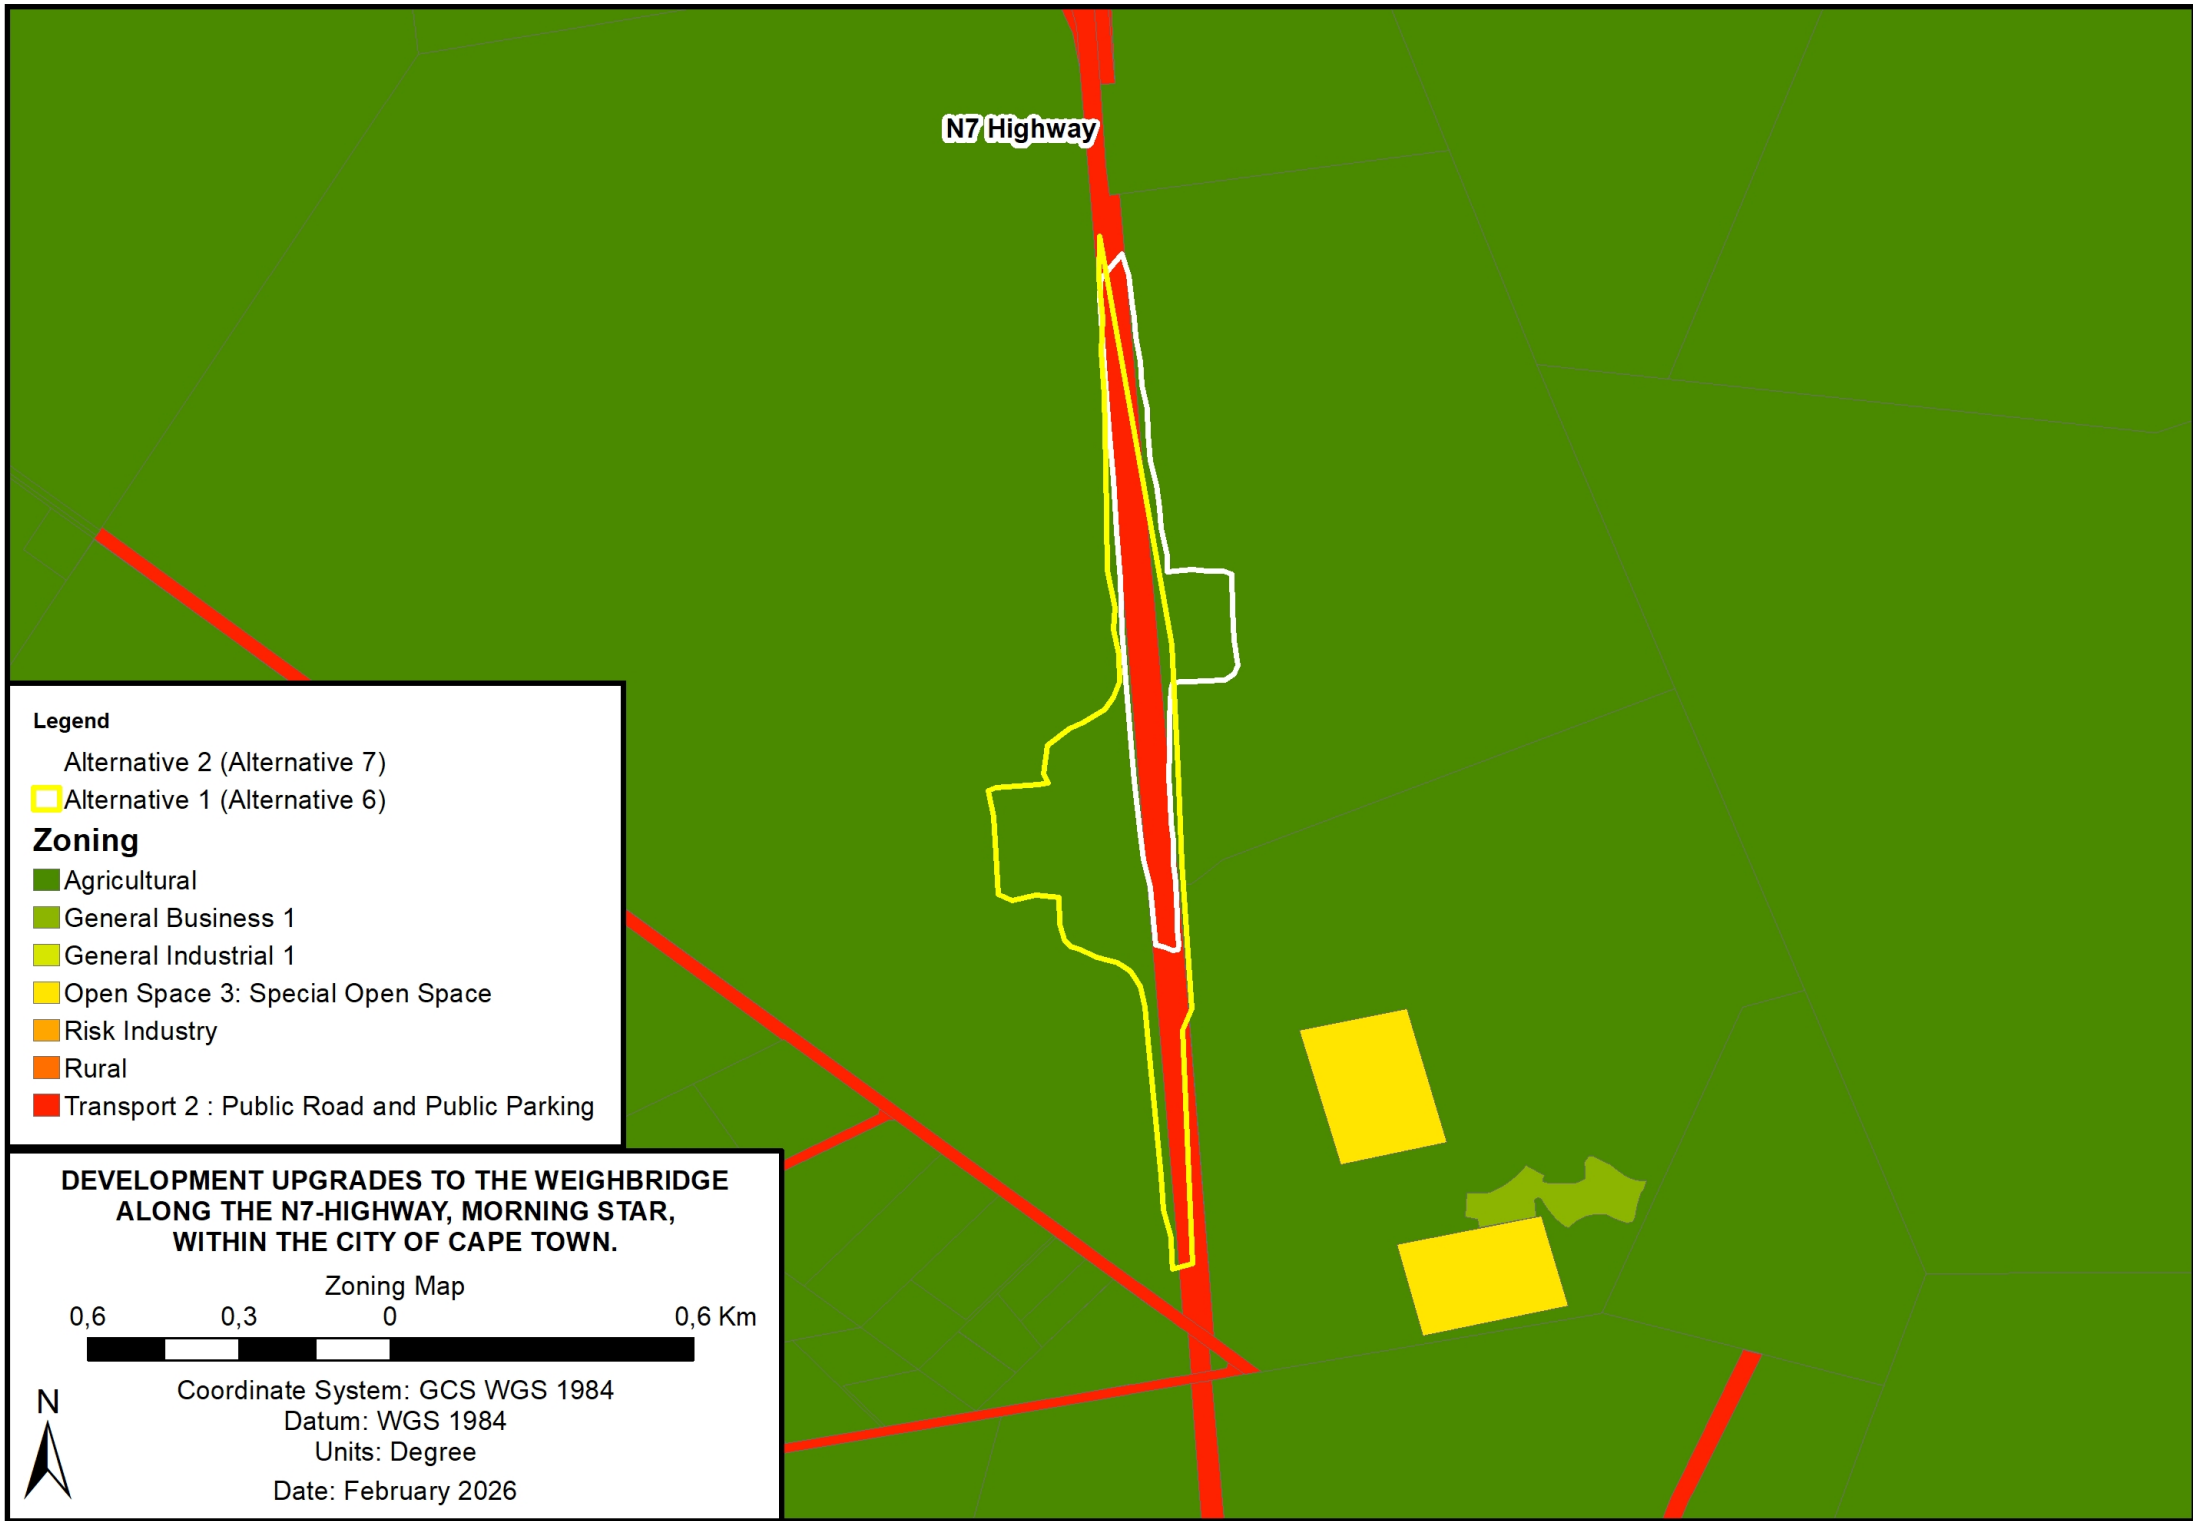 N7 Highway
Legend
Alternative 2 (Alternative 7)
Alternative 1 (Alternative 6)
Zoning
Agricultural
General Business 1
General Industrial 1
Open Space 3: Special Open Space
Risk Industry
Rural
Transport 2 : Public Road and Public Parking
DEVELOPMENT UPGRADES TO THE WEIGHBRIDGE
ALONG THE N7-HIGHWAY, MORNING STAR,
WITHIN THE CITY OF CAPE TOWN.
Zoning Map
0,6 0,3 0 0,6 Km
Coordinate System: GCS WGS 1984
Datum: WGS 1984
Units: Degree
Date: February 2026
N